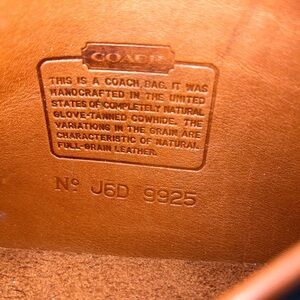 COACH
THIS IS A COACH BAG. IT WAS
HANDCRAFTED IN THE UNITED
STATES OF COMPLETELY NATURAL
GLOVE-TANNED COWHIDE. THE
VARIATIONS IN THE GRAIN ARE
CHARACTERISTIC OF NATURAL
FULL-GRAIN LEATHER.
Nº J6D 9925